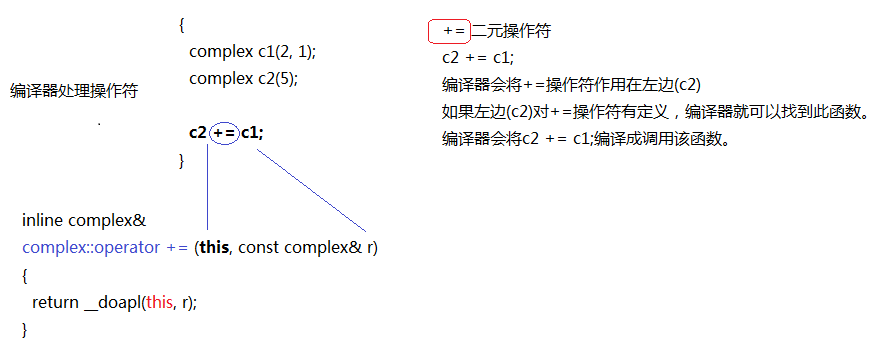 {
complex c1(2, 1);
complex c2(5);
编译器处理操作符
c2 += c1;
}
inline complex&
complex::operator += (this, const complex& r)
{
return __doapl(this, r);
}
+= 二元操作符
c2 += c1;
编译器会将+=操作符作用在左边(c2)
如果左边(c2)对+=操作符有定义，编译器就可以找到此函数。
编译器会将c2 += c1;编译成调用该函数。